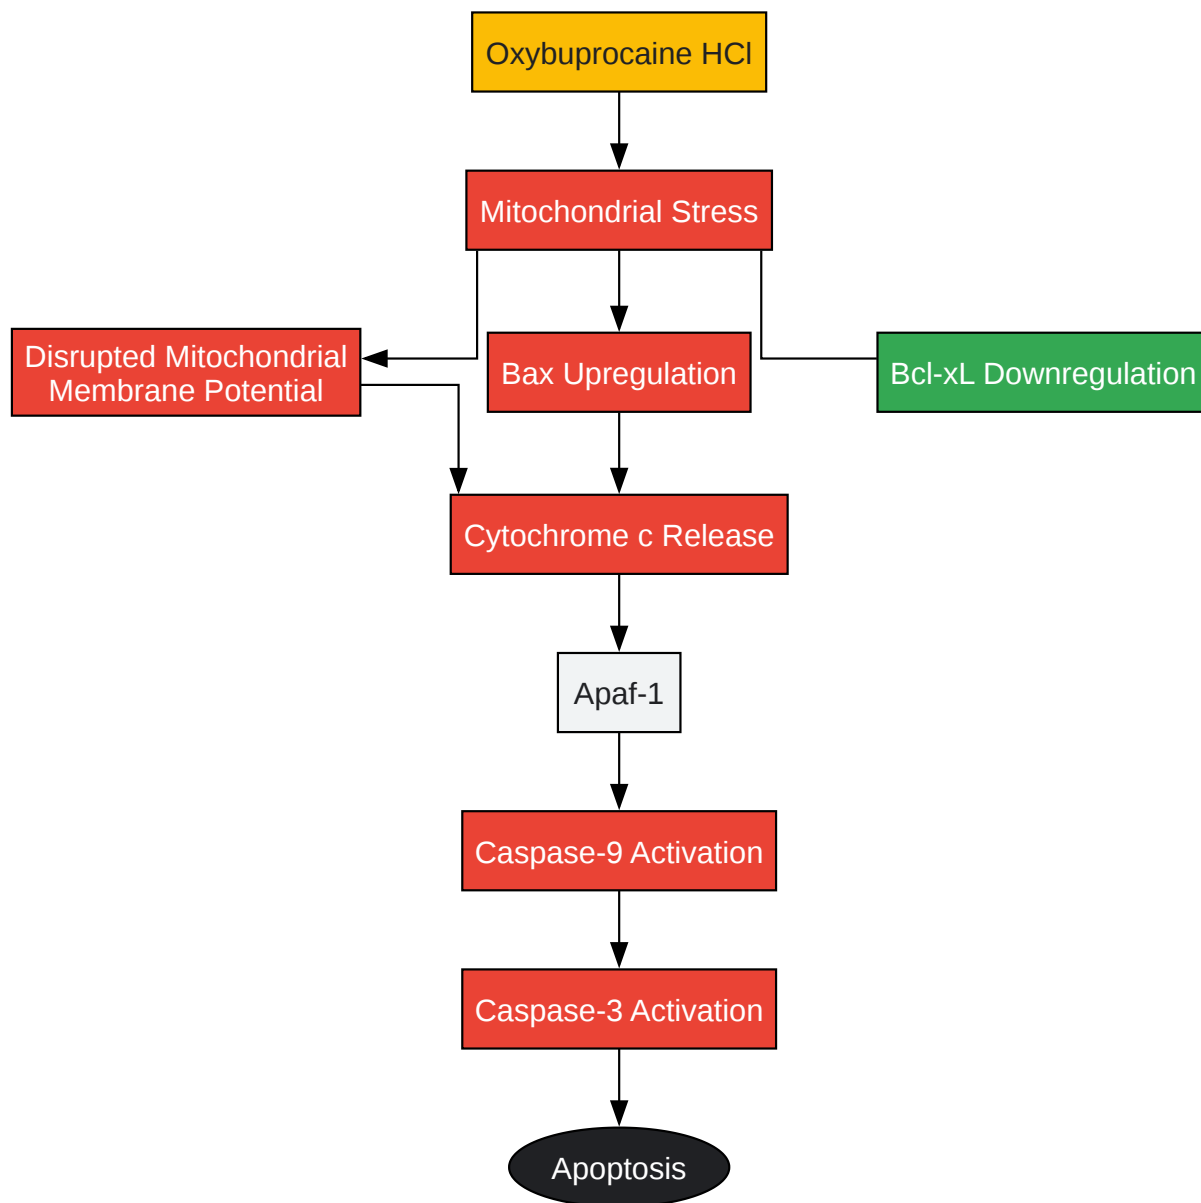 Oxybuprocaine HCl
Mitochondrial Stress
Disrupted Mitochondrial
Membrane Potential
Bax Upregulation
Bcl-xL Downregulation
Cytochrome c Release
Apaf-1
Caspase-9 Activation
Caspase-3 Activation
Apoptosis